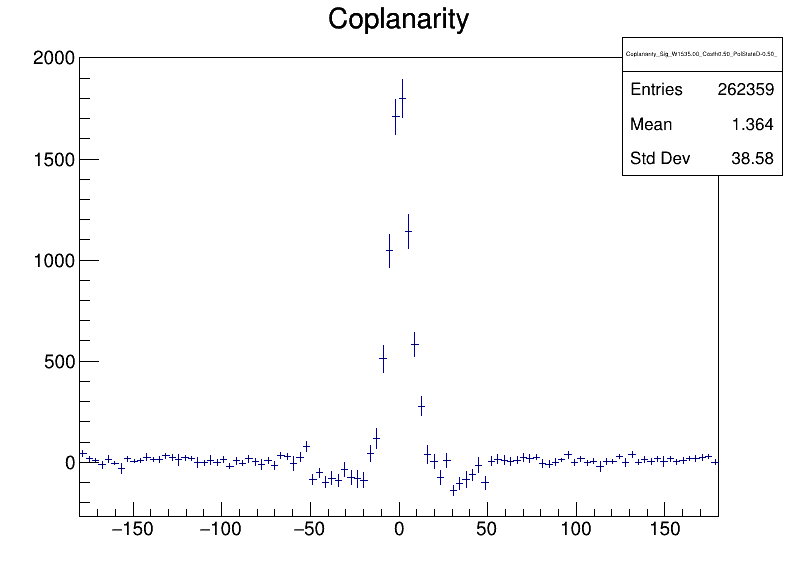 Coplanarity
Coplanarity_Sig_W1535.00_Costh0.50_PolStateD-0.50_
Entries 262359
Mean 1.364
Std Dev 38.58
2000
1500
1000
500
0
−150 −100 −50 0 50 100 150